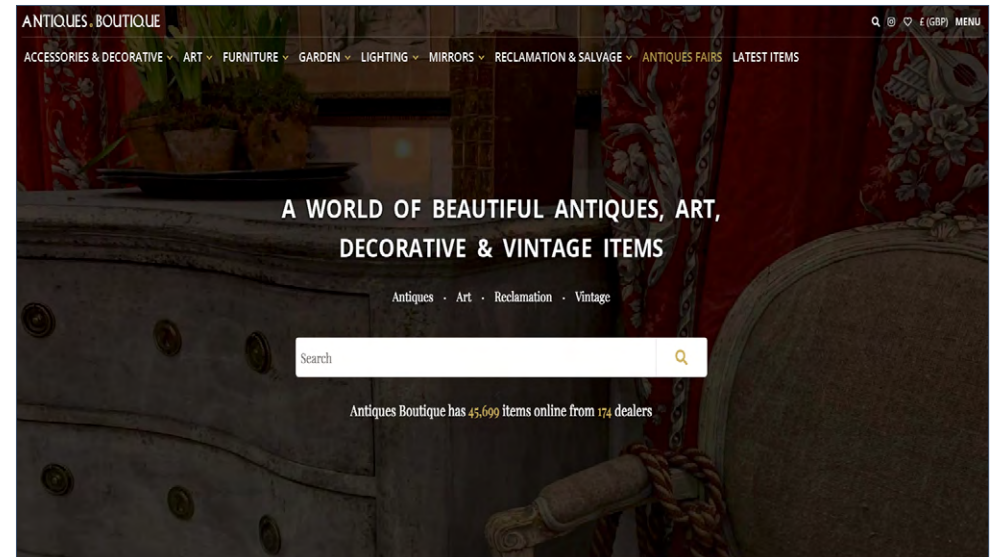 ANTIQUES.BOUTIQUE
£ (GBP) MENU
ACCESSORIES & DECORATIVE ART FURNITURE GARDEN LIGHTING MIRRORS RECLAMATION & SALVAGE ANTIQUES FAIRS LATEST ITEMS
A WORLD OF BEAUTIFUL ANTIQUES, ART,
DECORATIVE & VINTAGE ITEMS
Antiques · Art · Reclamation · Vintage
Search
Antiques Boutique has 45,699 items online from 174 dealers